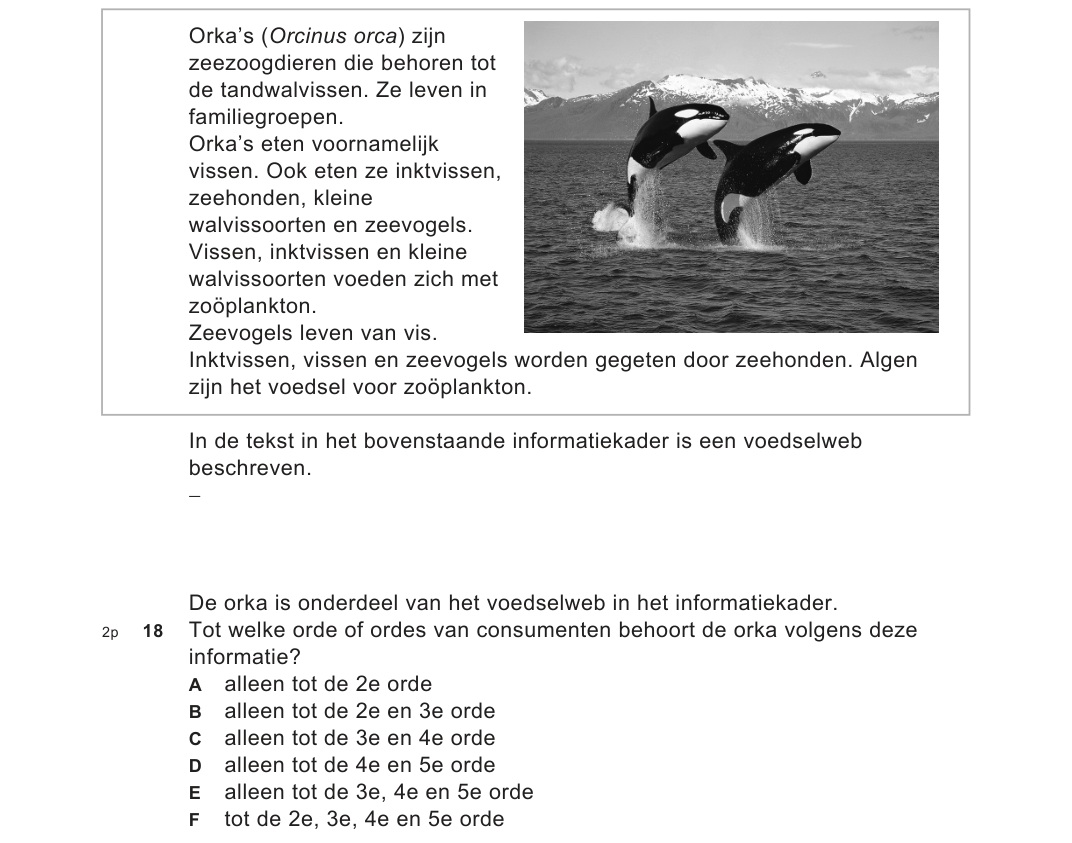 Orka's (Orcinus orca) zijn
zeezoogdieren die behoren tot
de tandwalvissen. Ze leven in
familiegroepen.
Orka's eten voornamelijk
vissen. Ook eten ze inktvissen,
zeehonden, kleine
walvissoorten en zeevogels.
Vissen, inktvissen en kleine
walvissoorten voeden zich met
zoöplankton.
Zeevogels leven van vis.
Inktvissen, vissen en zeevogels worden gegeten door zeehonden. Algen
zijn het voedsel voor zoöplankton.
In de tekst in het bovenstaande informatiekader is een voedselweb
beschreven.
–
De orka is onderdeel van het voedselweb in het informatiekader.
2p 18 Tot welke orde of ordes van consumenten behoort de orka volgens deze
informatie?
A alleen tot de 2e orde
B alleen tot de 2e en 3e orde
C alleen tot de 3e en 4e orde
D alleen tot de 4e en 5e orde
E alleen tot de 3e, 4e en 5e orde
F tot de 2e, 3e, 4e en 5e orde